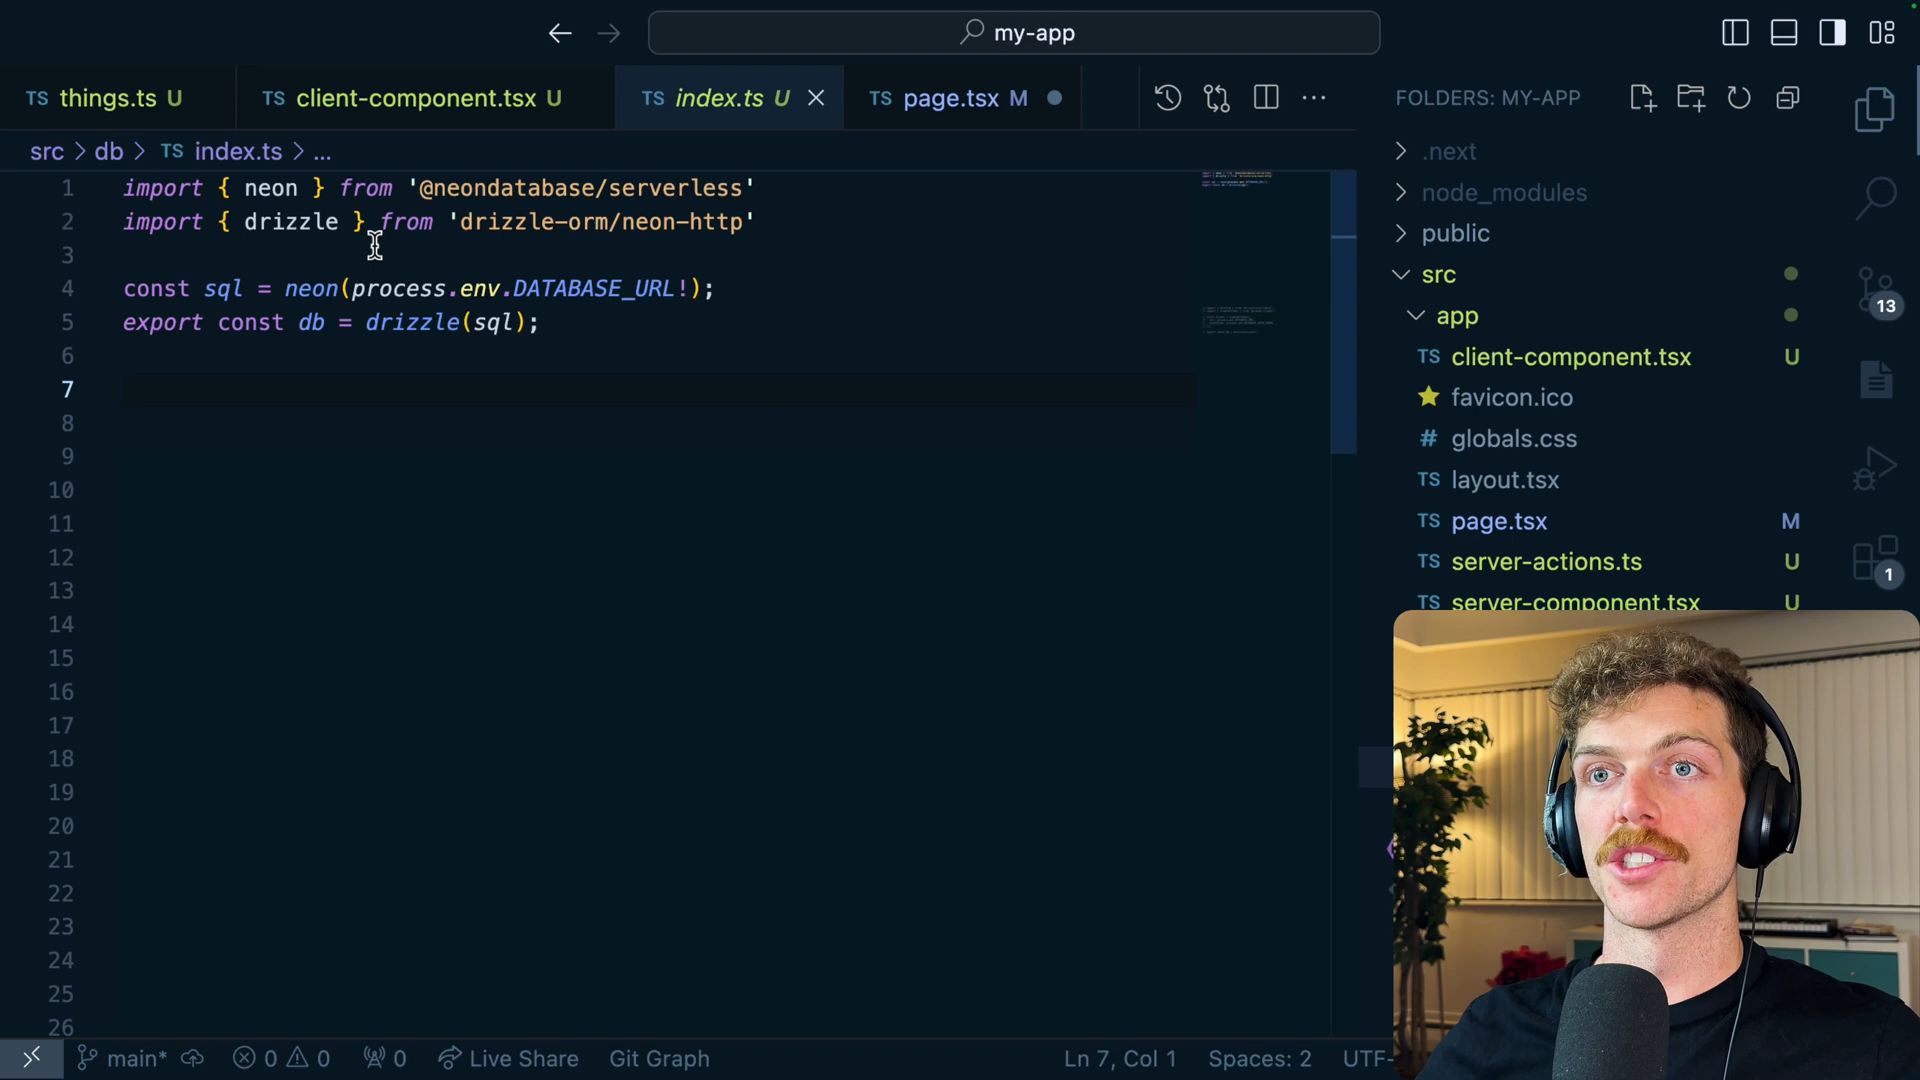 my-app
TS things.ts U
TS client-component.tsx U
TS index.ts U
TS page.tsx M
FOLDERS: MY-APP
src > db > TS index.ts > ...
1 import { neon } from '@neondatabase/serverless'
2 import { drizzle } from 'drizzle-orm/neon-http'
3
4 const sql = neon(process.env.DATABASE_URL!);
5 export const db = drizzle(sql);
6
7
8
9
10
11
12
13
14
15
16
17
18
19
20
21
22
23
24
25
26
.next
node_modules
public
src
app
TS client-component.tsx U
favicon.ico
# globals.css
TS layout.tsx
TS page.tsx M
TS server-actions.ts U
TS server-component.tsx U
13
1
main* 0 0 0 Live Share Git Graph
Ln 7, Col 1 Spaces: 2 UTF-